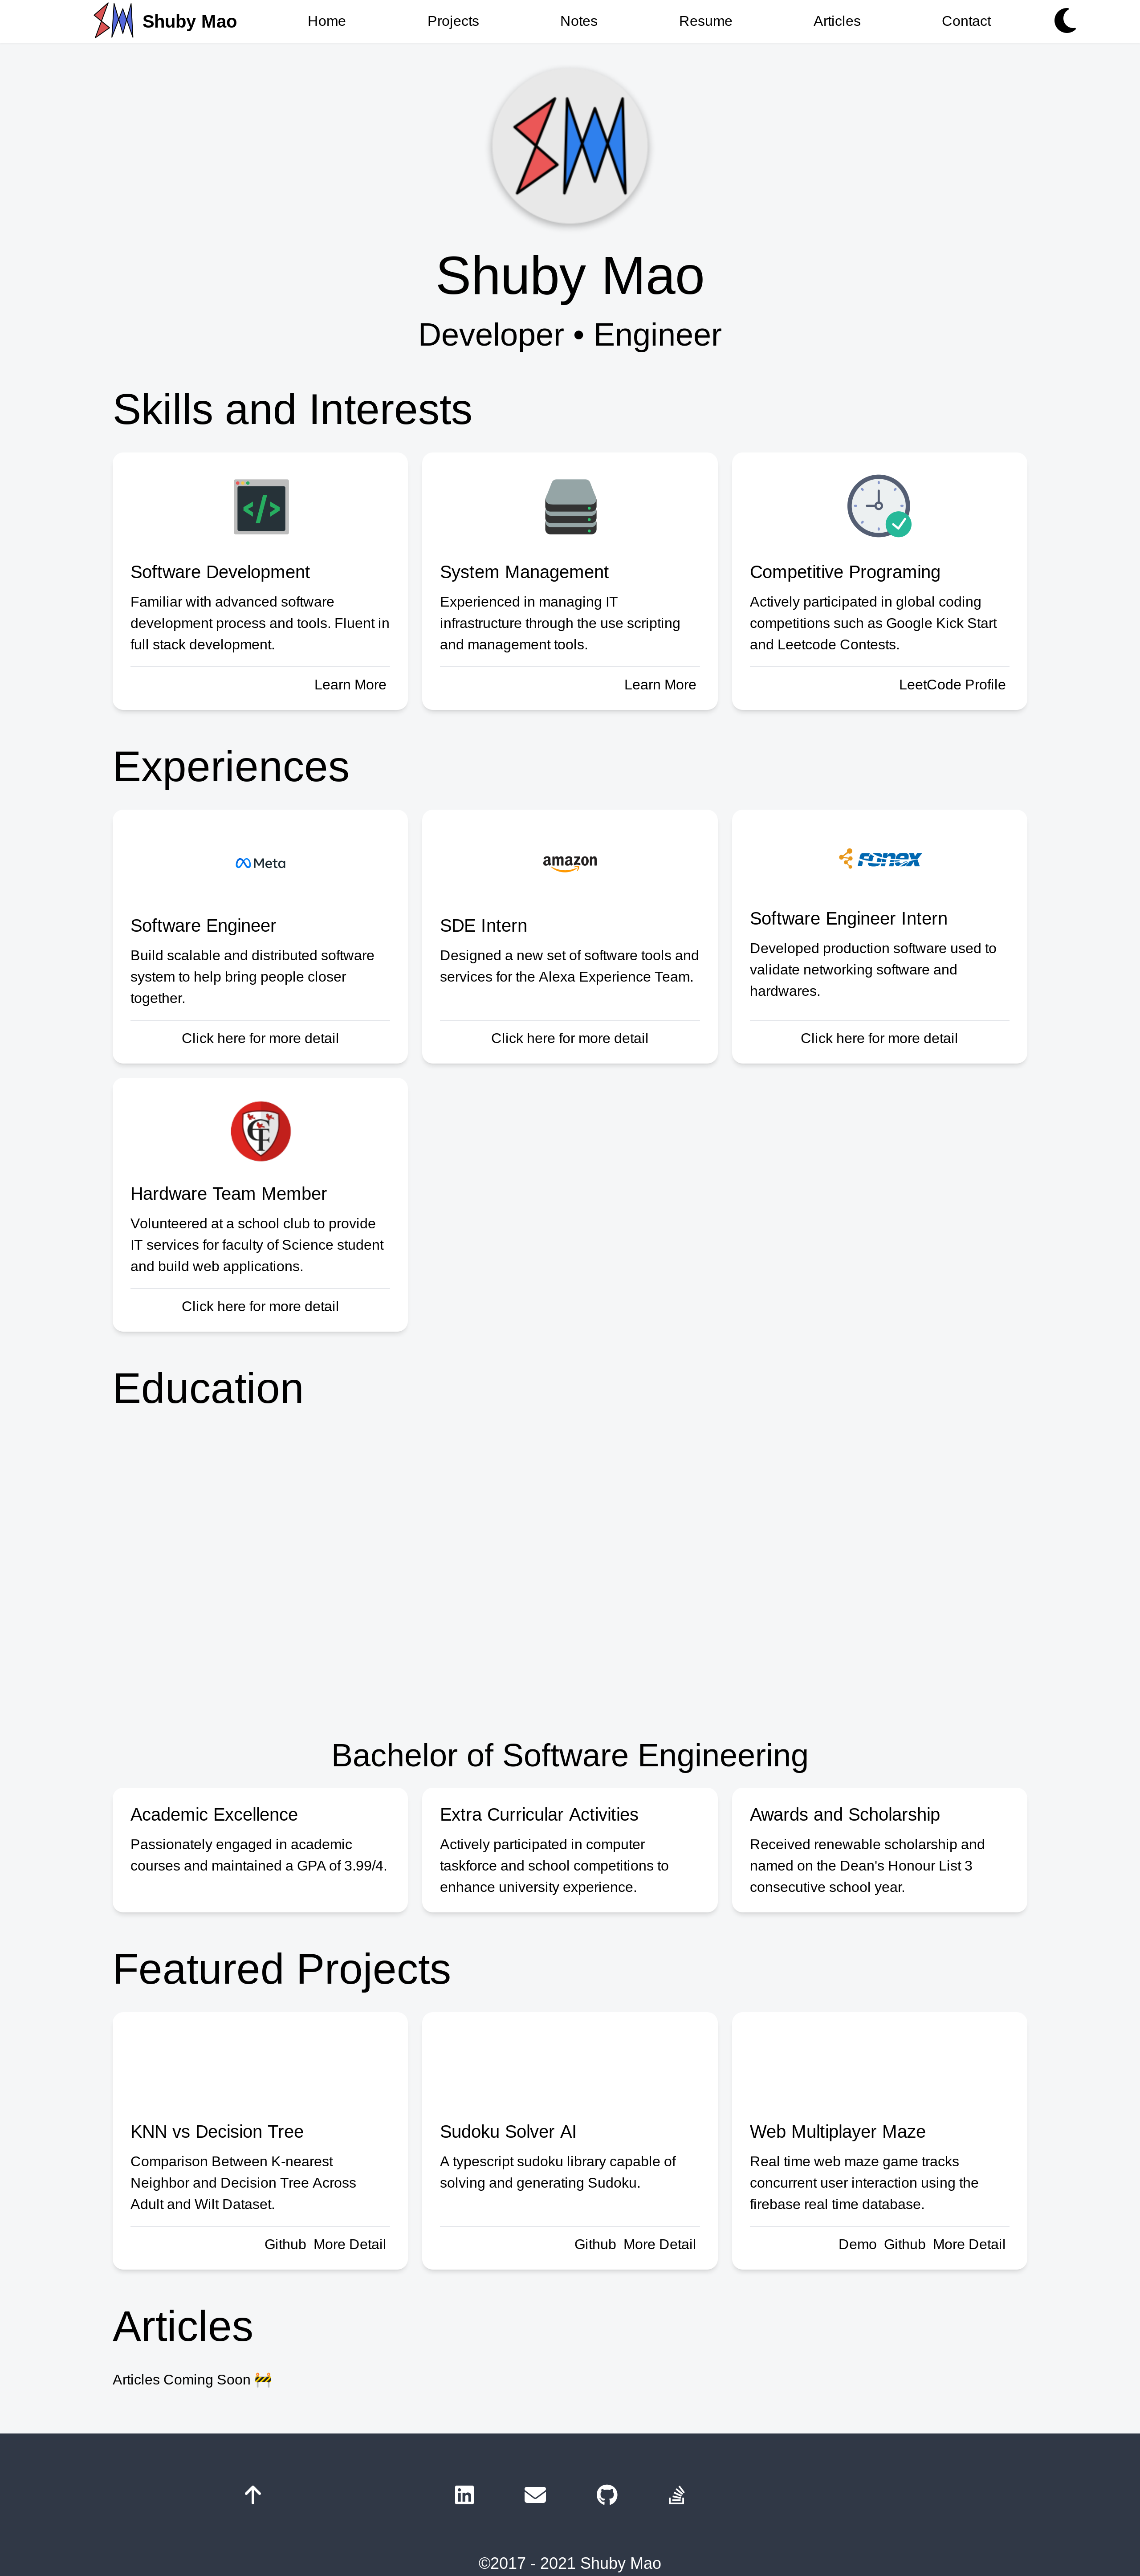 Shuby Mao
Home
Projects
Notes
Resume
Articles
Contact
Shuby Mao
Developer • Engineer
Skills and Interests
Software Development
Familiar with advanced software
development process and tools. Fluent in
full stack development.
Learn More
System Management
Experienced in managing IT
infrastructure through the use scripting
and management tools.
Learn More
Competitive Programing
Actively participated in global coding
competitions such as Google Kick Start
and Leetcode Contests.
LeetCode Profile
Experiences
Meta
Software Engineer
Build scalable and distributed software
system to help bring people closer
together.
Click here for more detail
amazon
SDE Intern
Designed a new set of software tools and
services for the Alexa Experience Team.
Click here for more detail
FONEX
Software Engineer Intern
Developed production software used to
validate networking software and
hardwares.
Click here for more detail
Hardware Team Member
Volunteered at a school club to provide
IT services for faculty of Science student
and build web applications.
Click here for more detail
Education
Bachelor of Software Engineering
Academic Excellence
Passionately engaged in academic
courses and maintained a GPA of 3.99/4.
Extra Curricular Activities
Actively participated in computer
taskforce and school competitions to
enhance university experience.
Awards and Scholarship
Received renewable scholarship and
named on the Dean's Honour List 3
consecutive school year.
Featured Projects
KNN vs Decision Tree
Comparison Between K-nearest
Neighbor and Decision Tree Across
Adult and Wilt Dataset.
Github More Detail
Sudoku Solver AI
A typescript sudoku library capable of
solving and generating Sudoku.
Github More Detail
Web Multiplayer Maze
Real time web maze game tracks
concurrent user interaction using the
firebase real time database.
Demo Github More Detail
Articles
Articles Coming Soon 🚧
©2017 - 2021 Shuby Mao